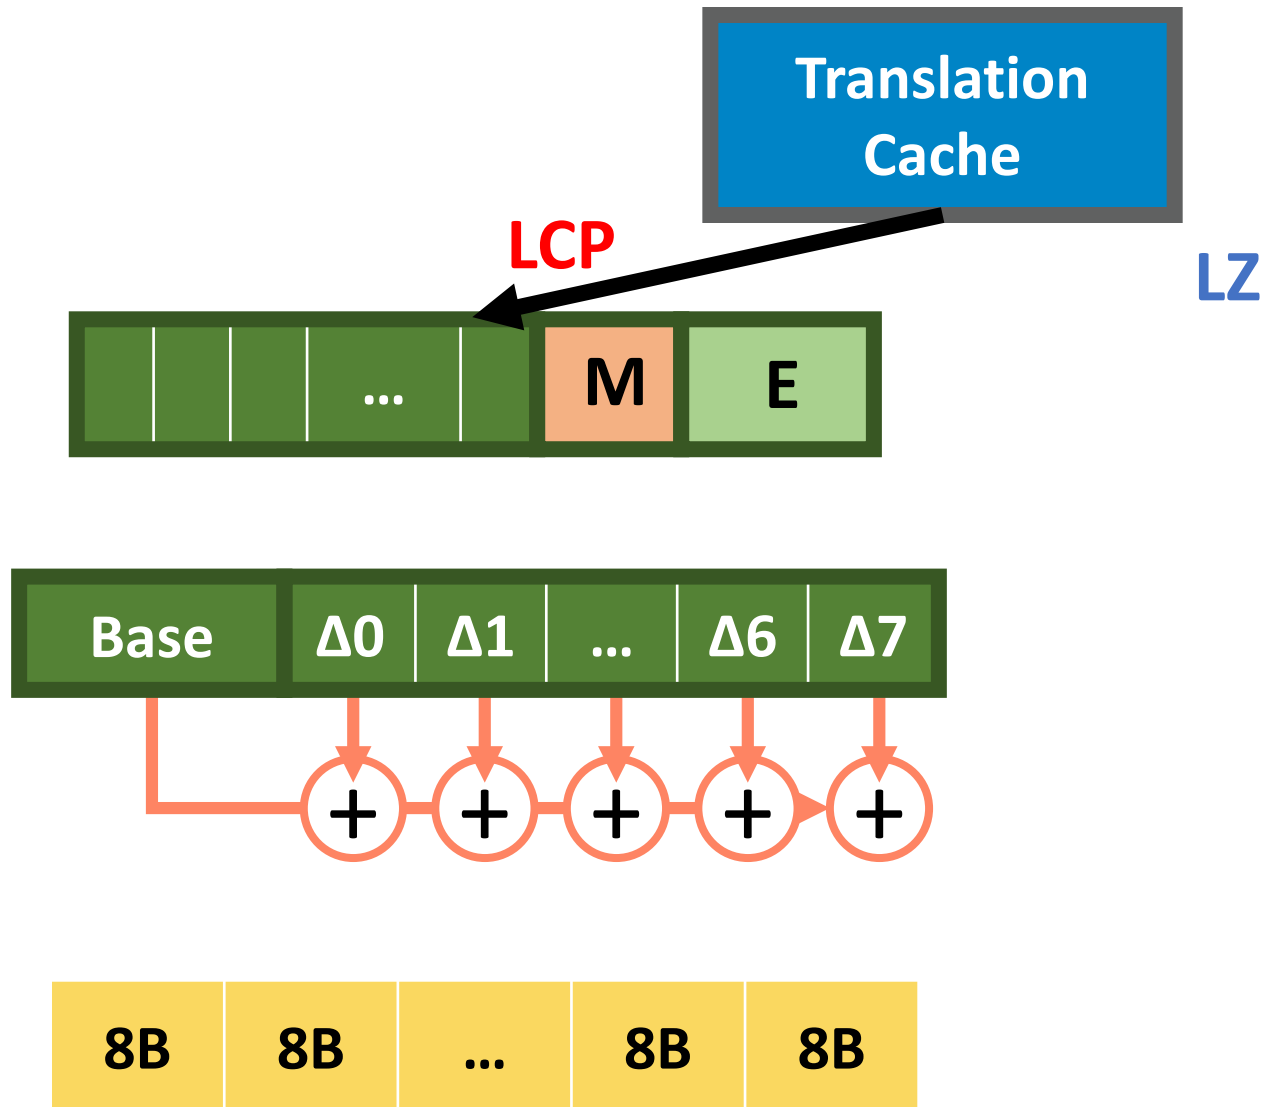 Translation
Cache
LCP
LZ
... M E
Base Δ0 Δ1 ... Δ6 Δ7
+ + + + +
8B 8B ... 8B 8B